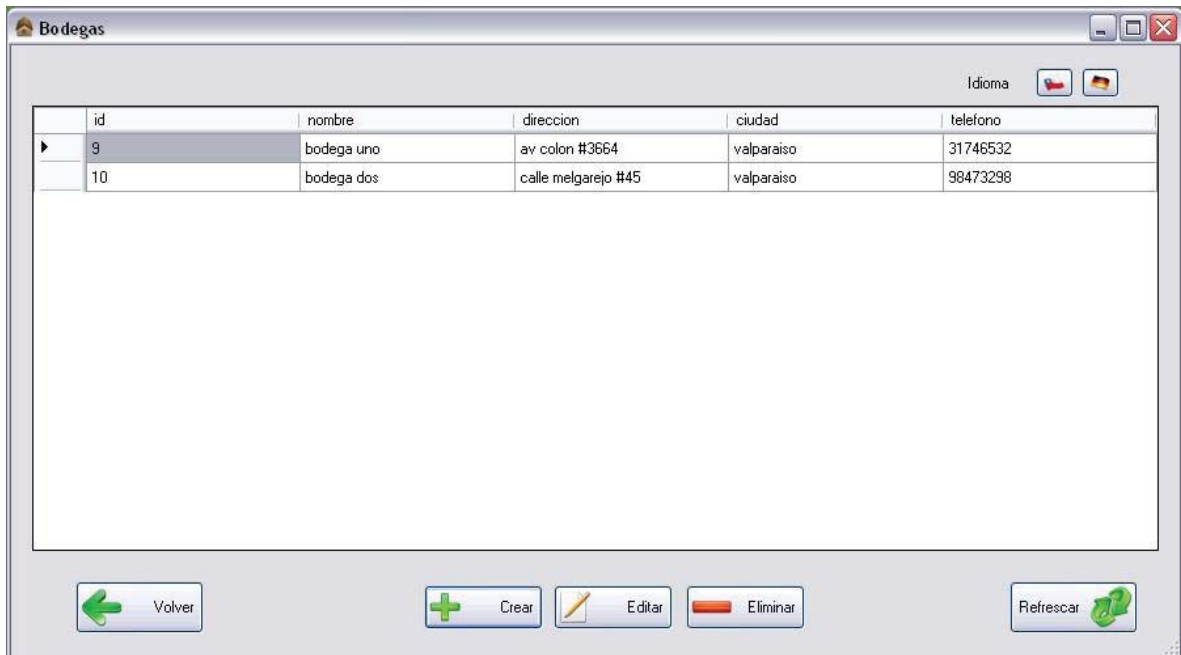 Bodegas
Idioma
id nombre direccion ciudad telefono
9 bodega uno av colon #3664 valparaiso 31746532
10 bodega dos calle melgarejo #45 valparaiso 98473298
Volver Crear Editar Eliminar Refrescar